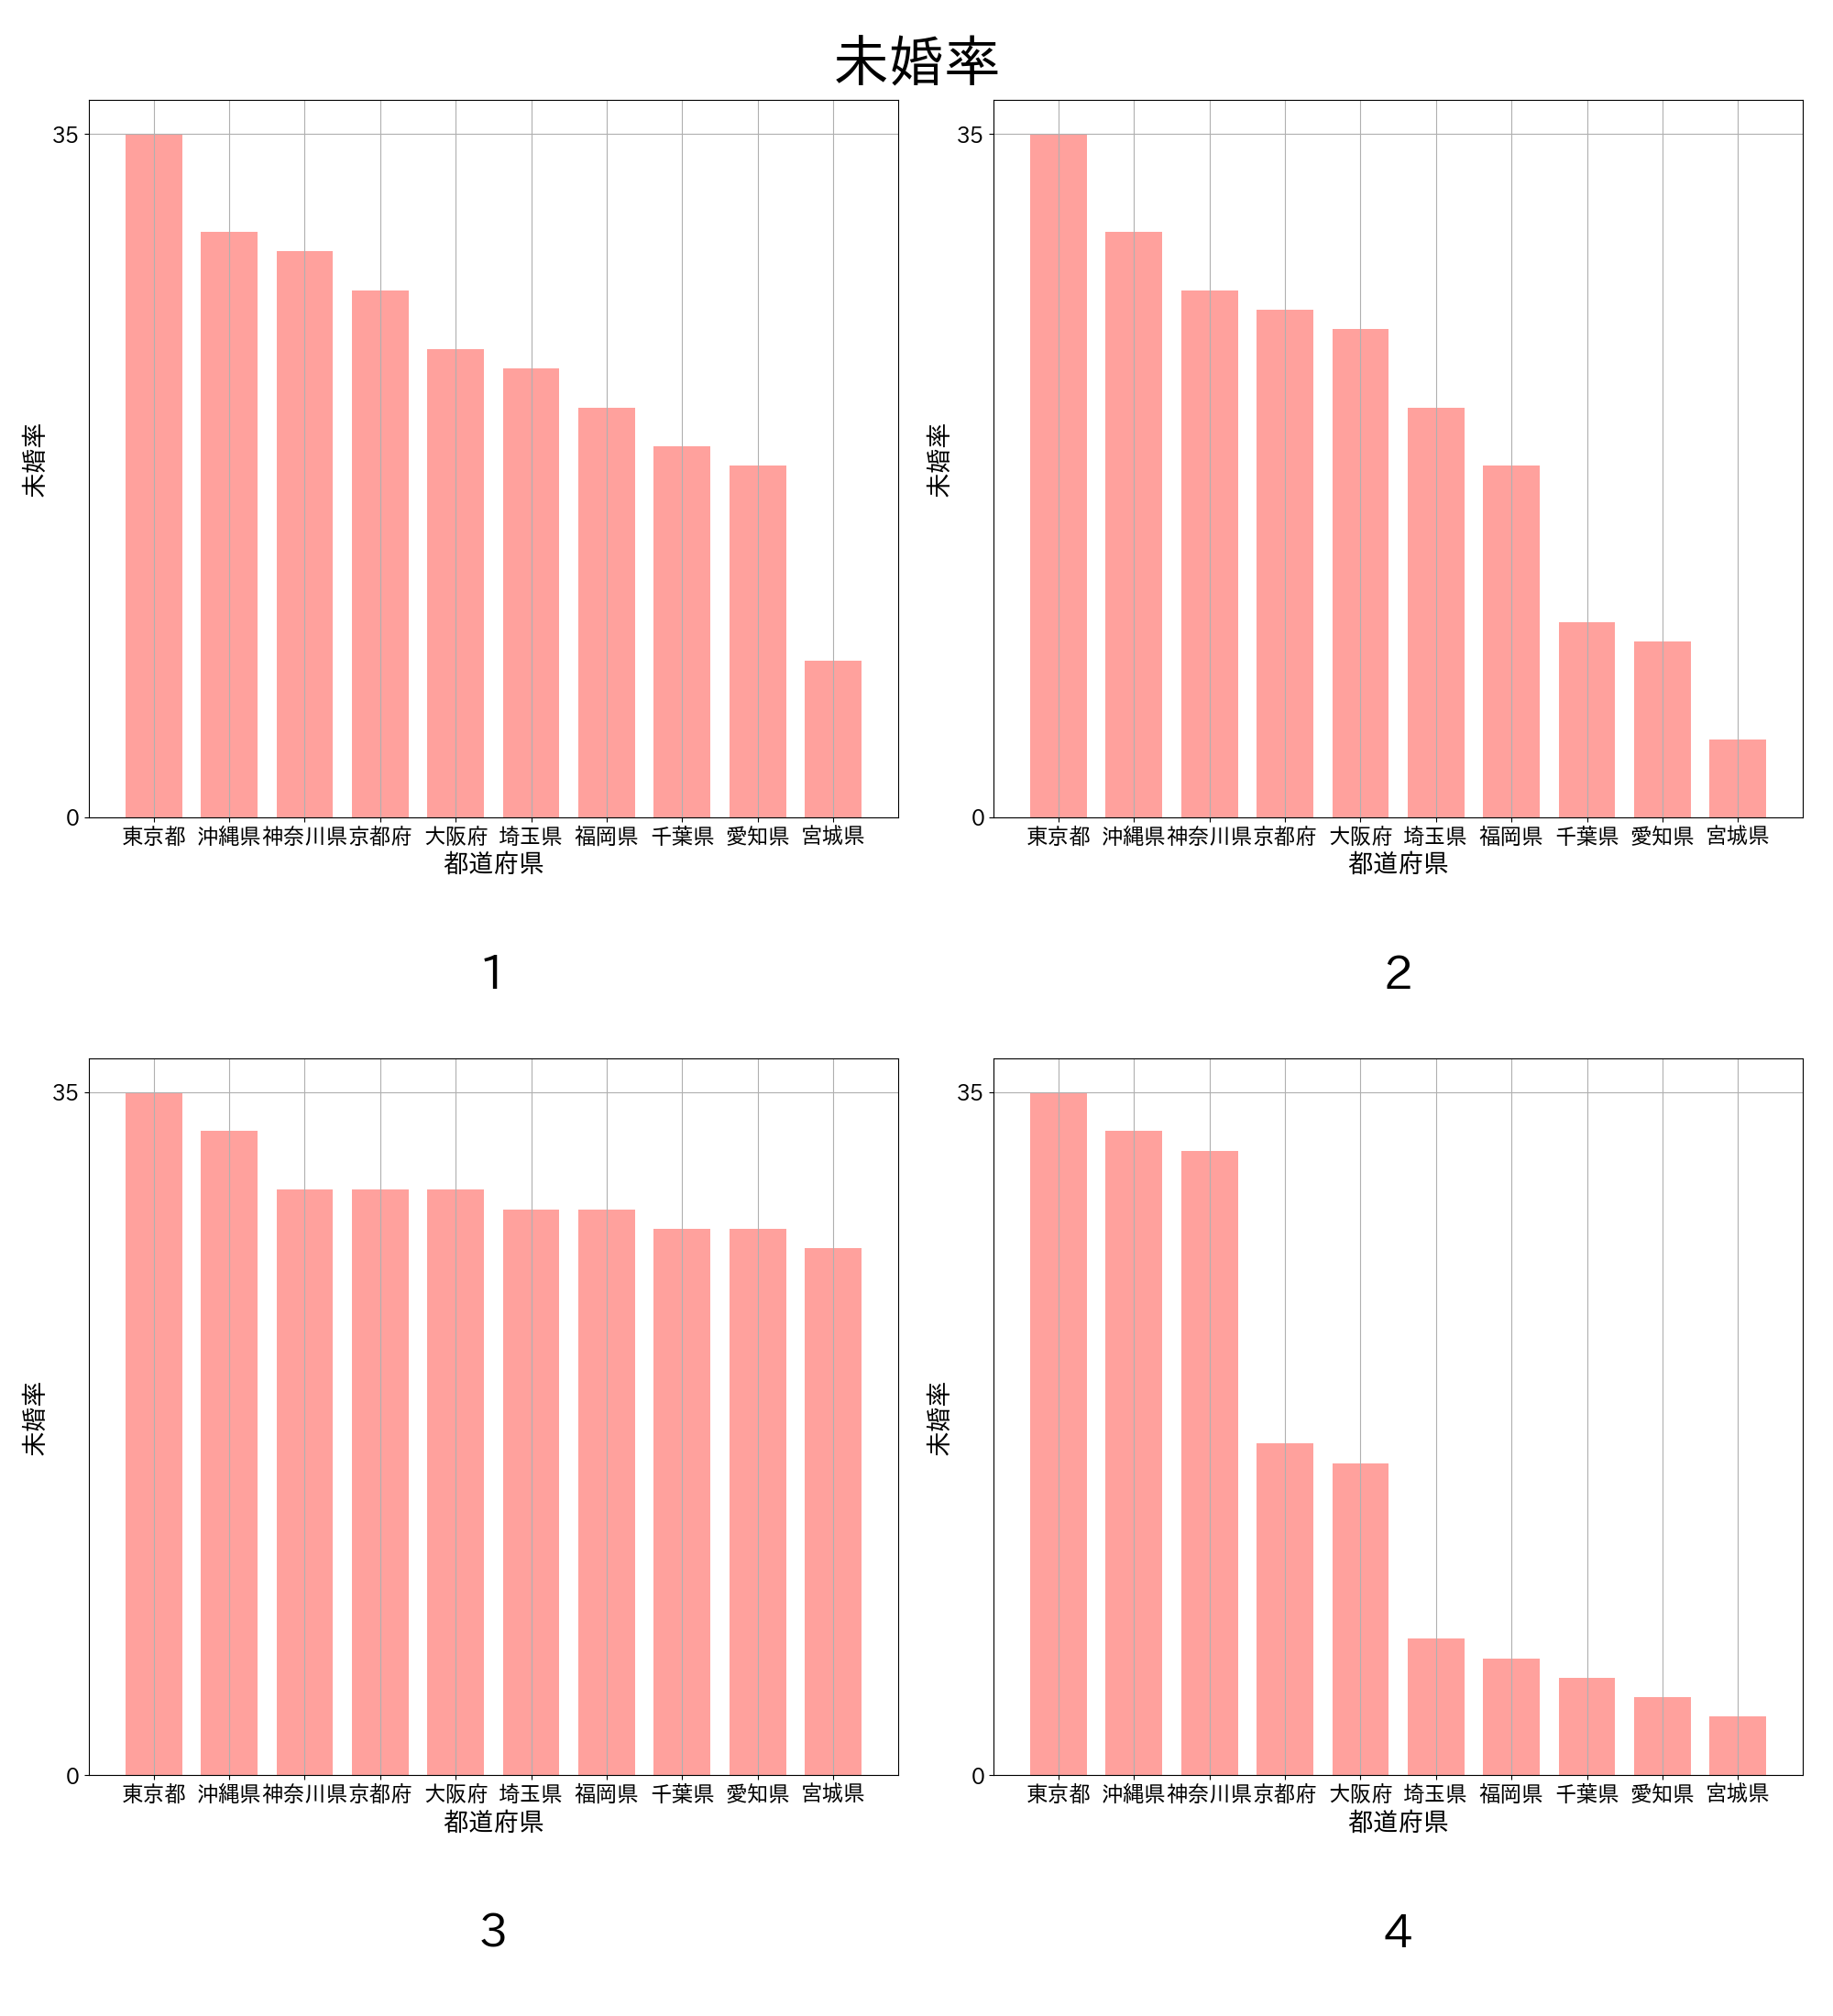 未婚率
35
0
未婚率
東京都 沖縄県 神奈川県 京都府 大阪府 埼玉県 福岡県 千葉県 愛知県 宮城県
都道府県
1
35
0
未婚率
東京都 沖縄県 神奈川県 京都府 大阪府 埼玉県 福岡県 千葉県 愛知県 宮城県
都道府県
2
35
0
未婚率
東京都 沖縄県 神奈川県 京都府 大阪府 埼玉県 福岡県 千葉県 愛知県 宮城県
都道府県
3
35
0
未婚率
東京都 沖縄県 神奈川県 京都府 大阪府 埼玉県 福岡県 千葉県 愛知県 宮城県
都道府県
4